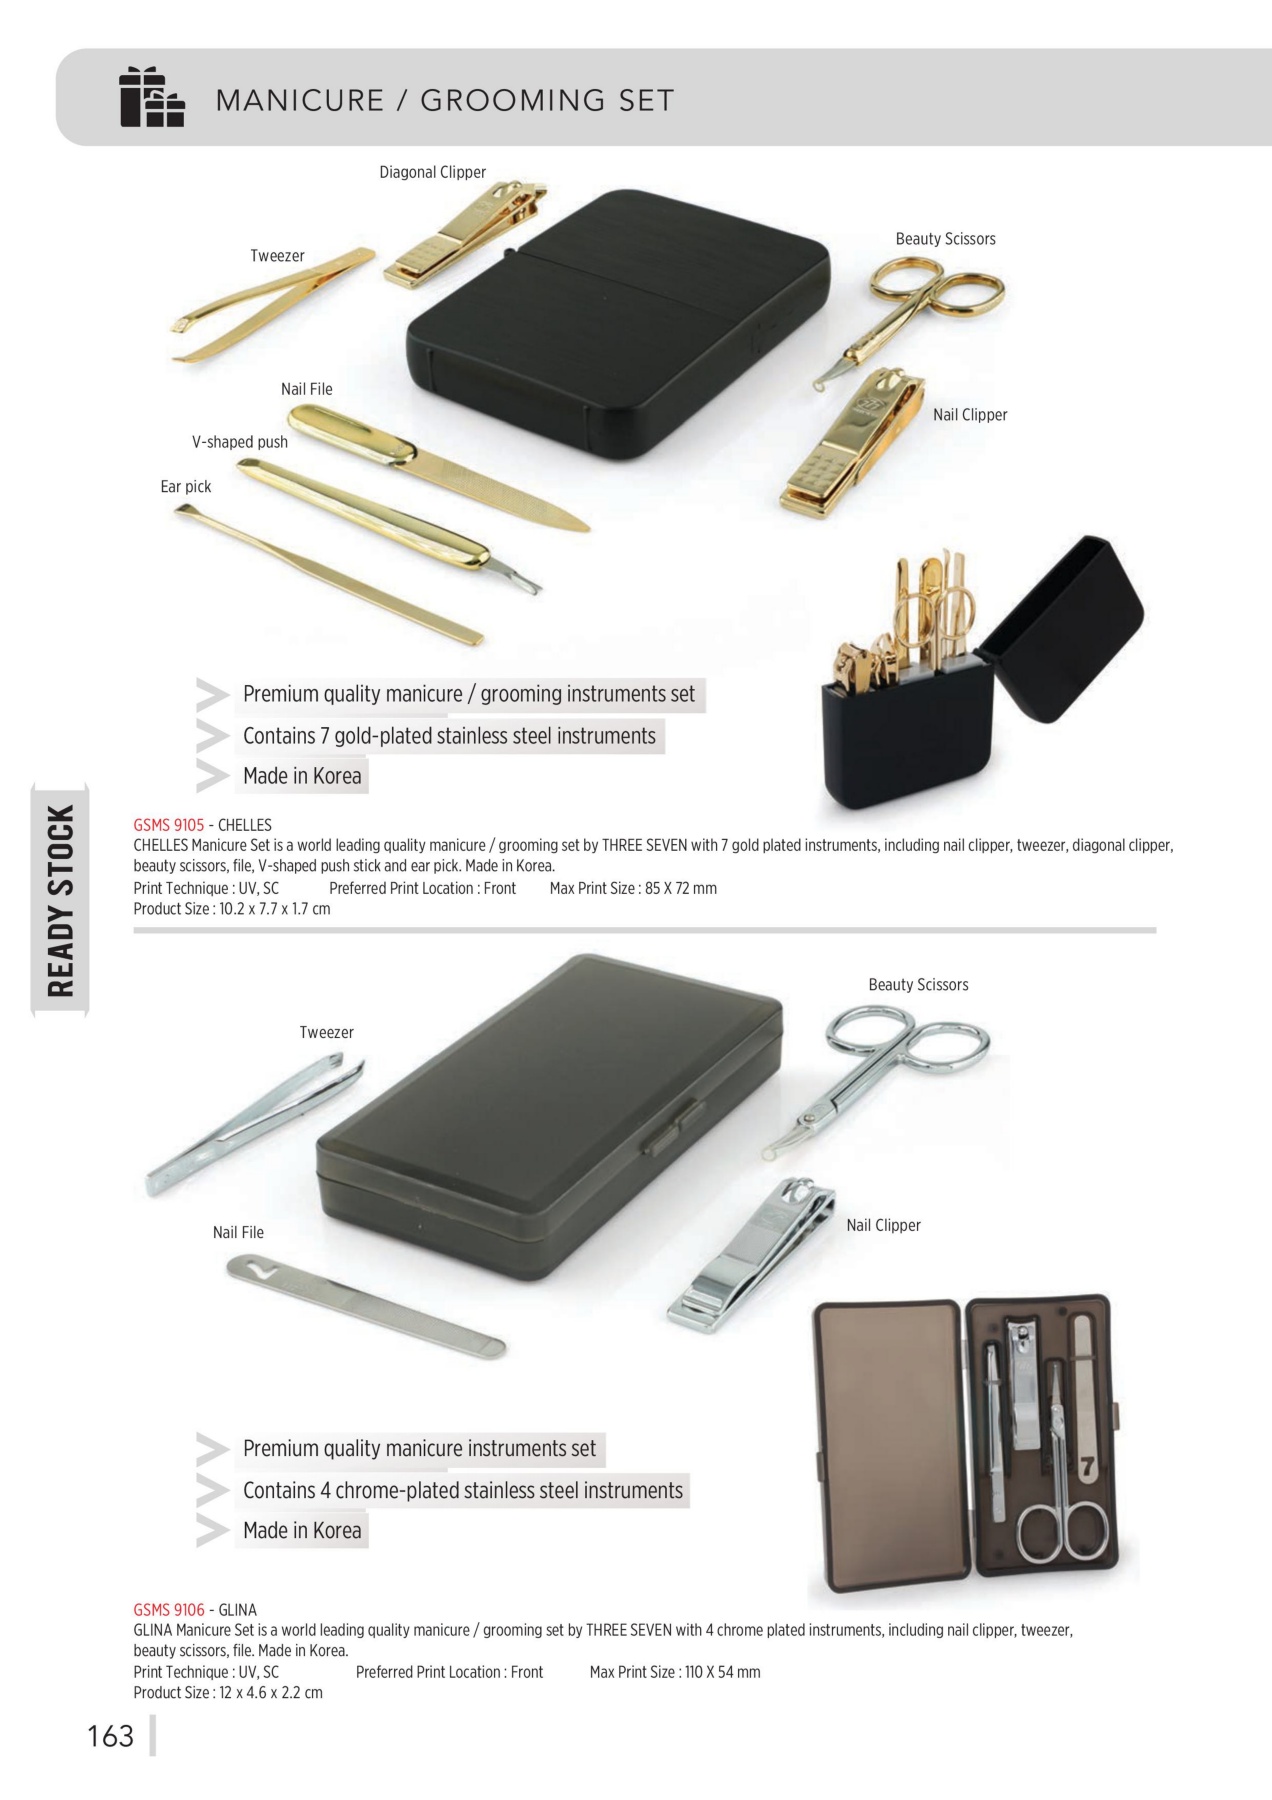 MANICURE / GROOMING SET
Diagonal Clipper
Beauty Scissors
Tweezer
Nail File
Nail Clipper
V-shaped push
Ear pick
Premium quality manicure / grooming instruments set
Contains 7 gold-plated stainless steel instruments
Made in Korea
READY STOCK
GSMS 9105 - CHELLES
CHELLES Manicure Set is a world leading quality manicure / grooming set by THREE SEVEN with 7 gold plated instruments, including nail clipper, tweezer, diagonal clipper,
beauty scissors, file, V-shaped push stick and ear pick. Made in Korea.
Print Technique : UV, SC Preferred Print Location : Front Max Print Size : 85 X 72 mm
Product Size : 10.2 x 7.7 x 1.7 cm
Beauty Scissors
Tweezer
Nail Clipper
Nail File
7
Premium quality manicure instruments set
Contains 4 chrome-plated stainless steel instruments
Made in Korea
GSMS 9106 - GLINA
GLINA Manicure Set is a world leading quality manicure / grooming set by THREE SEVEN with 4 chrome plated instruments, including nail clipper, tweezer,
beauty scissors, file. Made in Korea.
Print Technique : UV, SC Preferred Print Location : Front Max Print Size : 110 X 54 mm
Product Size : 12 x 4.6 x 2.2 cm
163